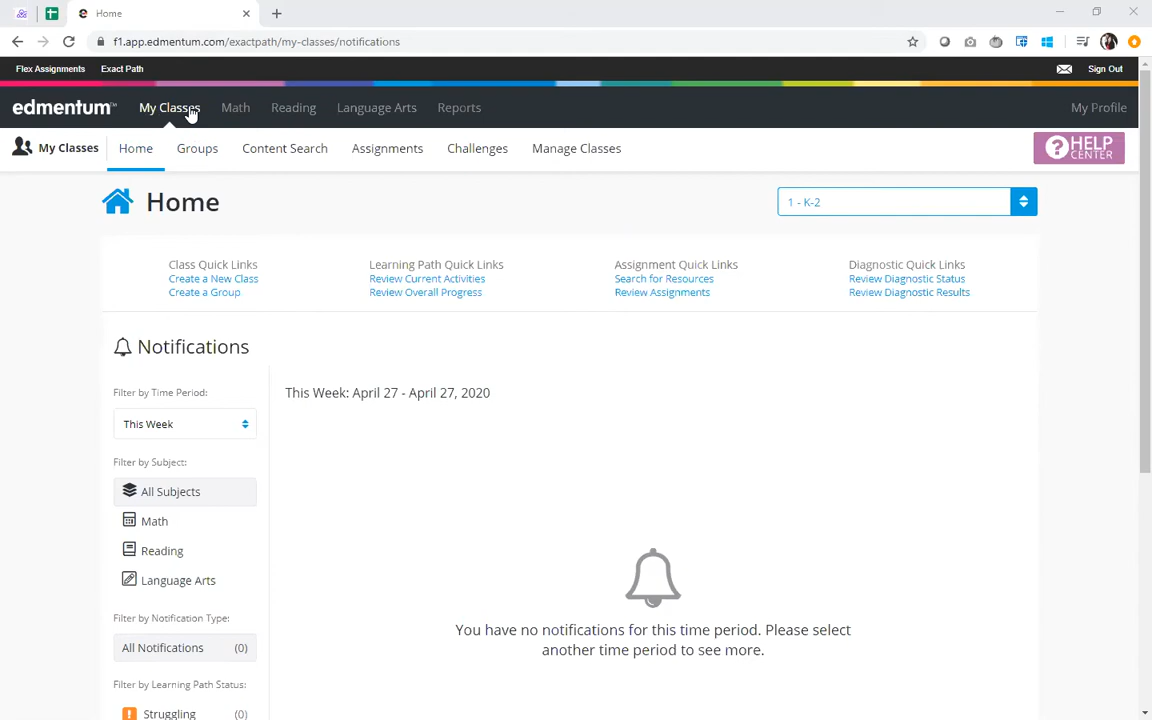 Home
f1.app.edmentum.com/exactpath/my-classes/notifications
Flex Assignments Exact Path Sign Out
edmentum™ My Classes Math Reading Language Arts Reports My Profile
My Classes Home Groups Content Search Assignments Challenges Manage Classes ? HELP CENTER
Home 1 - K-2
Class Quick Links Learning Path Quick Links Assignment Quick Links Diagnostic Quick Links
Create a New Class Review Current Activities Search for Resources Review Diagnostic Status
Create a Group Review Overall Progress Review Assignments Review Diagnostic Results
Notifications
Filter by Time Period: This Week: April 27 - April 27, 2020
This Week
Filter by Subject:
All Subjects
Math
Reading
Language Arts
Filter by Notification Type:
All Notifications (0)
Filter by Learning Path Status:
Struggling (0)
You have no notifications for this time period. Please select
another time period to see more.